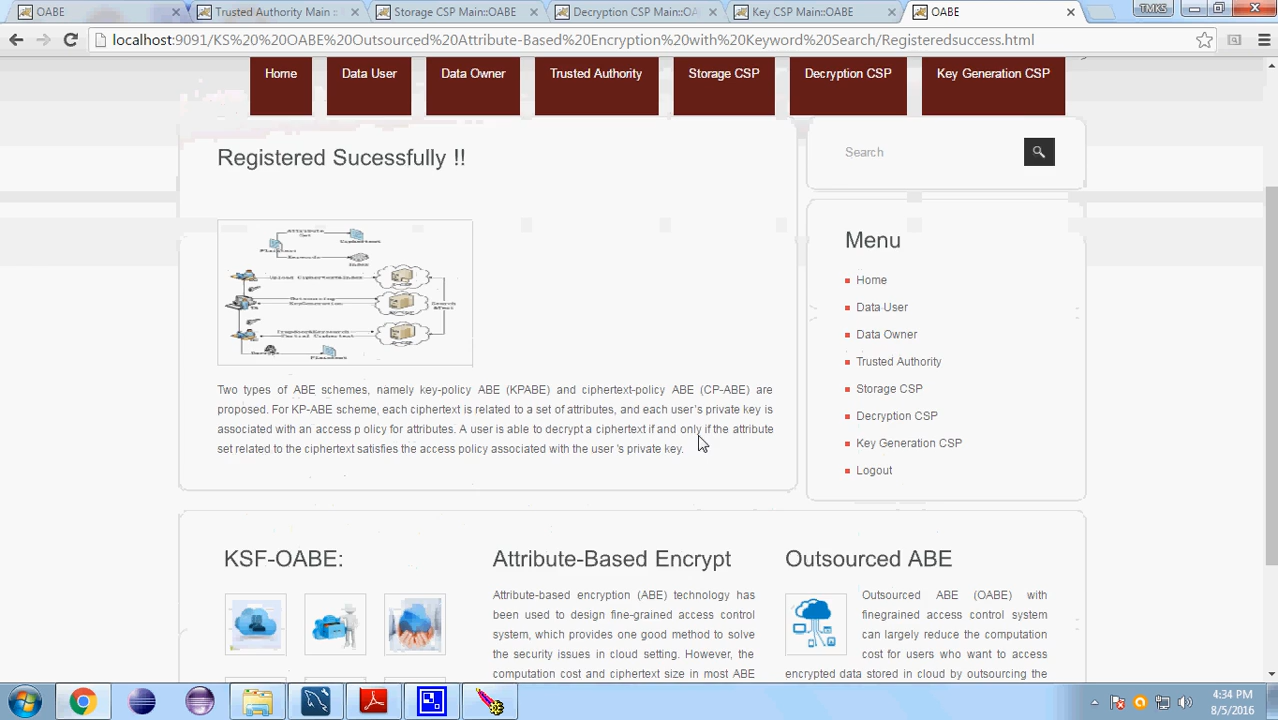 OABE
Trusted Authority Main ::
Storage CSP Main::OABE
Decryption CSP Main::OA
Key CSP Main::OABE
OABE
TMKS
localhost:9091/KS%20%20OABE%20Outsourced%20Attribute-Based%20Encryption%20with%20Keyword%20Search/Registeredsuccess.html
Home
Data User
Data Owner
Trusted Authority
Storage CSP
Decryption CSP
Key Generation CSP
Registered Sucessfully !!
Search
Two types of ABE schemes, namely key-policy ABE (KPABE) and ciphertext-policy ABE (CP-ABE) are
proposed. For KP-ABE scheme, each ciphertext is related to a set of attributes, and each user's private key is
associated with an access p olicy for attributes. A user is able to decrypt a ciphertext if and only if the attribute
set related to the ciphertext satisfies the access policy associated with the user 's private key.
Menu
Home
Data User
Data Owner
Trusted Authority
Storage CSP
Decryption CSP
Key Generation CSP
Logout
KSF-OABE:
Attribute-Based Encrypt
Attribute-based encryption (ABE) technology has
been used to design fine-grained access control
system, which provides one good method to solve
the security issues in cloud setting. However, the
computation cost and ciphertext size in most ABE
Outsourced ABE
Outsourced ABE (OABE) with
finegrained access control system
can largely reduce the computation
cost for users who want to access
encrypted data stored in cloud by outsourcing the
4:34 PM
8/5/2016